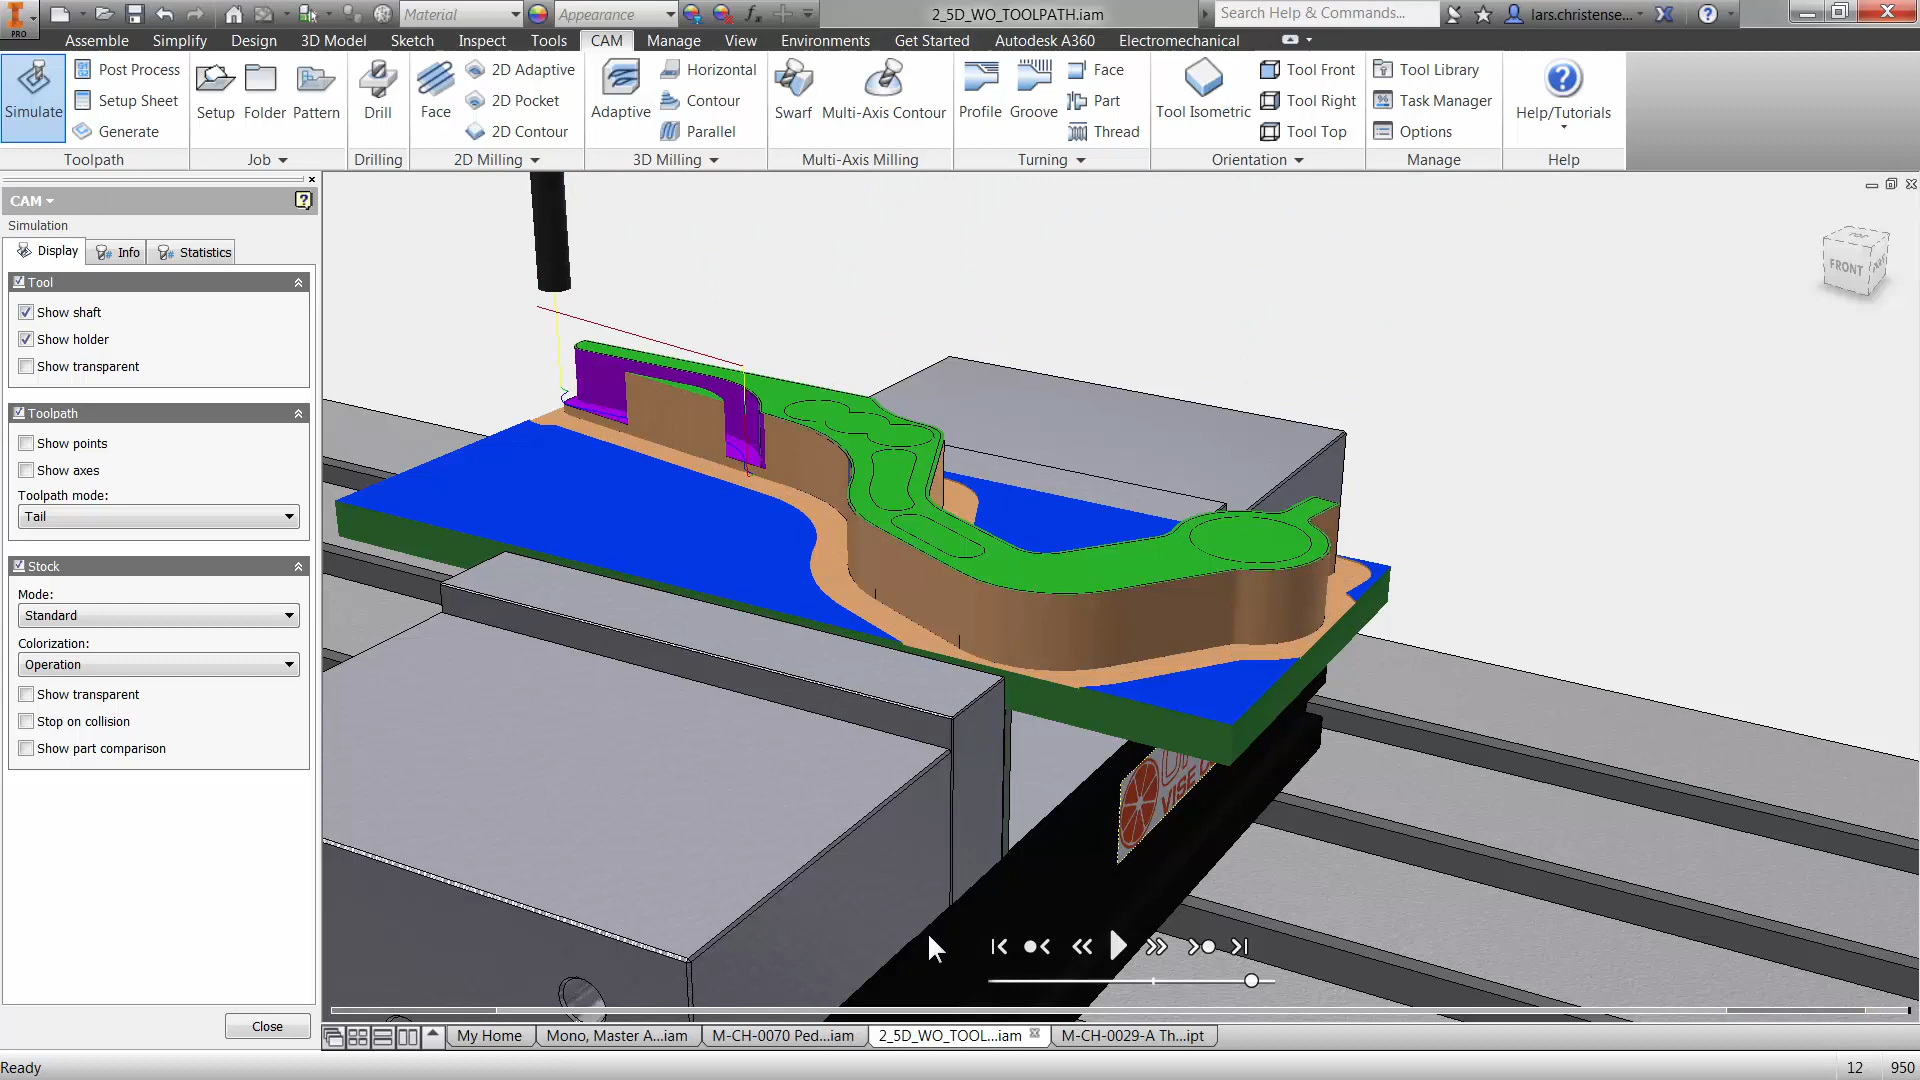 PRO
Material
Appearance
2_5D_WO_TOOLPATH.iam
Search Help & Commands...
lars.christense...
Assemble Simplify Design 3D Model Sketch Inspect Tools CAM Manage View Environments Get Started Autodesk A360 Electromechanical
Simulate
Post Process
Setup Sheet
Generate
Toolpath
Setup
Folder
Pattern
Job
Drill
Drilling
Face
2D Adaptive
2D Pocket
2D Contour
2D Milling
Adaptive
Horizontal
Contour
Parallel
3D Milling
Swarf
Multi-Axis Contour
Multi-Axis Milling
Profile
Groove
Face
Part
Thread
Turning
Tool Isometric
Tool Front
Tool Right
Tool Top
Orientation
Tool Library
Task Manager
Options
Manage
Help/Tutorials
Help
CAM
Simulation
Display Info Statistics
Tool
Show shaft
Show holder
Show transparent
Toolpath
Show points
Show axes
Toolpath mode:
Tail
Stock
Mode:
Standard
Colorization:
Operation
Show transparent
Stop on collision
Show part comparison
Close
TOP
FRONT
VISE
My Home
Mono, Master A...iam
M-CH-0070 Ped...iam
2_5D_WO_TOOL...iam
M-CH-0029-A Th...ipt
Ready
12 950